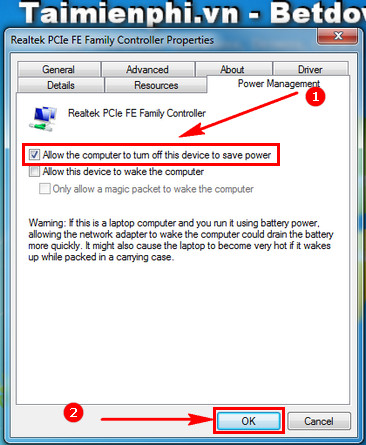 Taimienphi.vn - Betdo
Realtek PCIe FE Family Controller Properties
General Advanced About Driver
Details Resources Power Management
1
Realtek PCIe FE Family Controller
Allow the computer to turn off this device to save power
Allow this device to wake the computer
Only allow a magic packet to wake the computer
Warning: If this is a laptop computer and you run it using battery power,
allowing the network adapter to wake the computer could drain the battery
more quickly. It might also cause the laptop to become very hot if it wakes
up while packed in a carrying case.
2
OK Cancel